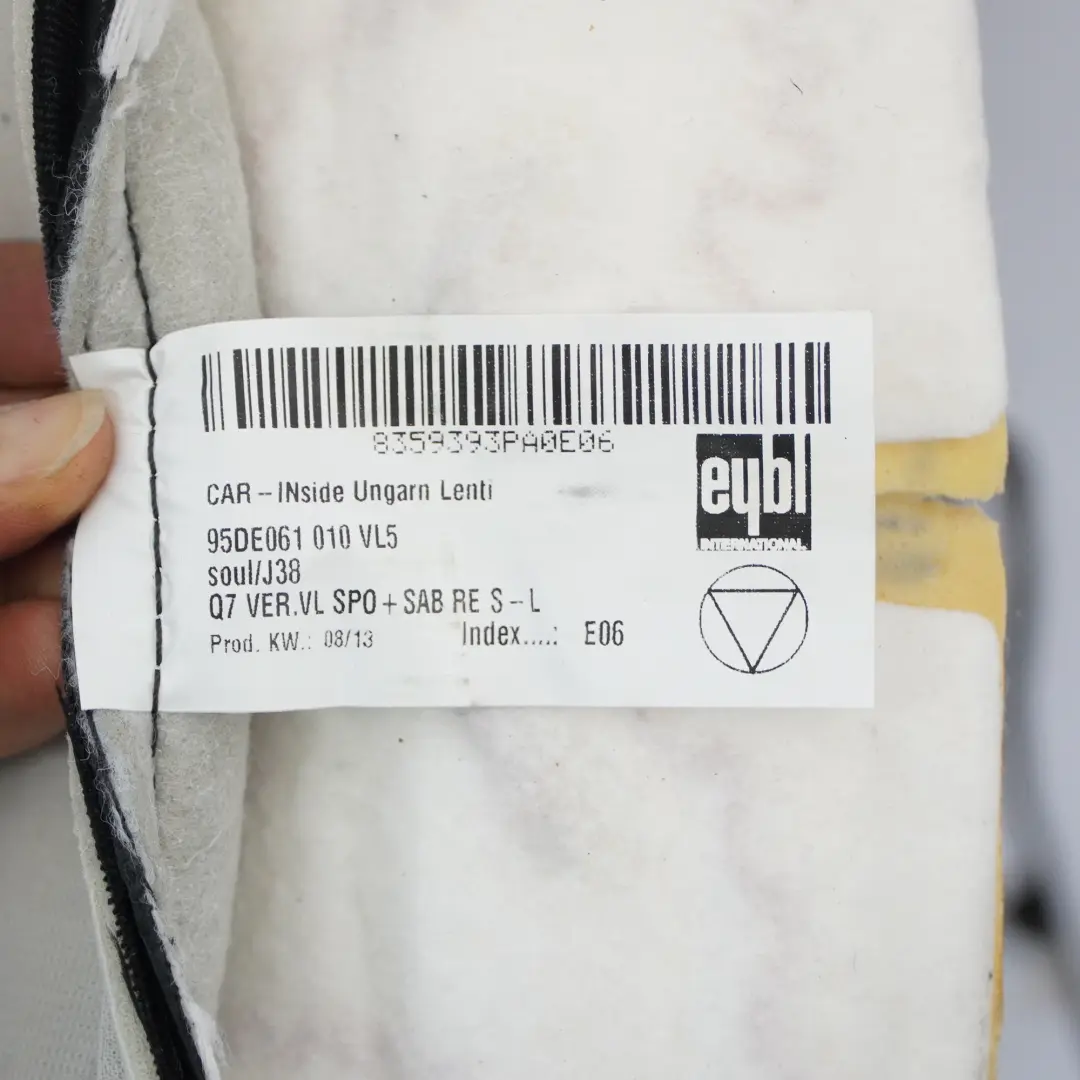 8359393PA0E06
eybl
INTERNATIONAL
CAR - INside Ungarn Lenti
95DE061 010 VL5
soul/J38
Q7 VER.VL SPO + SAB RE S - L
Prod. KW.: 08/13 Index....: E06